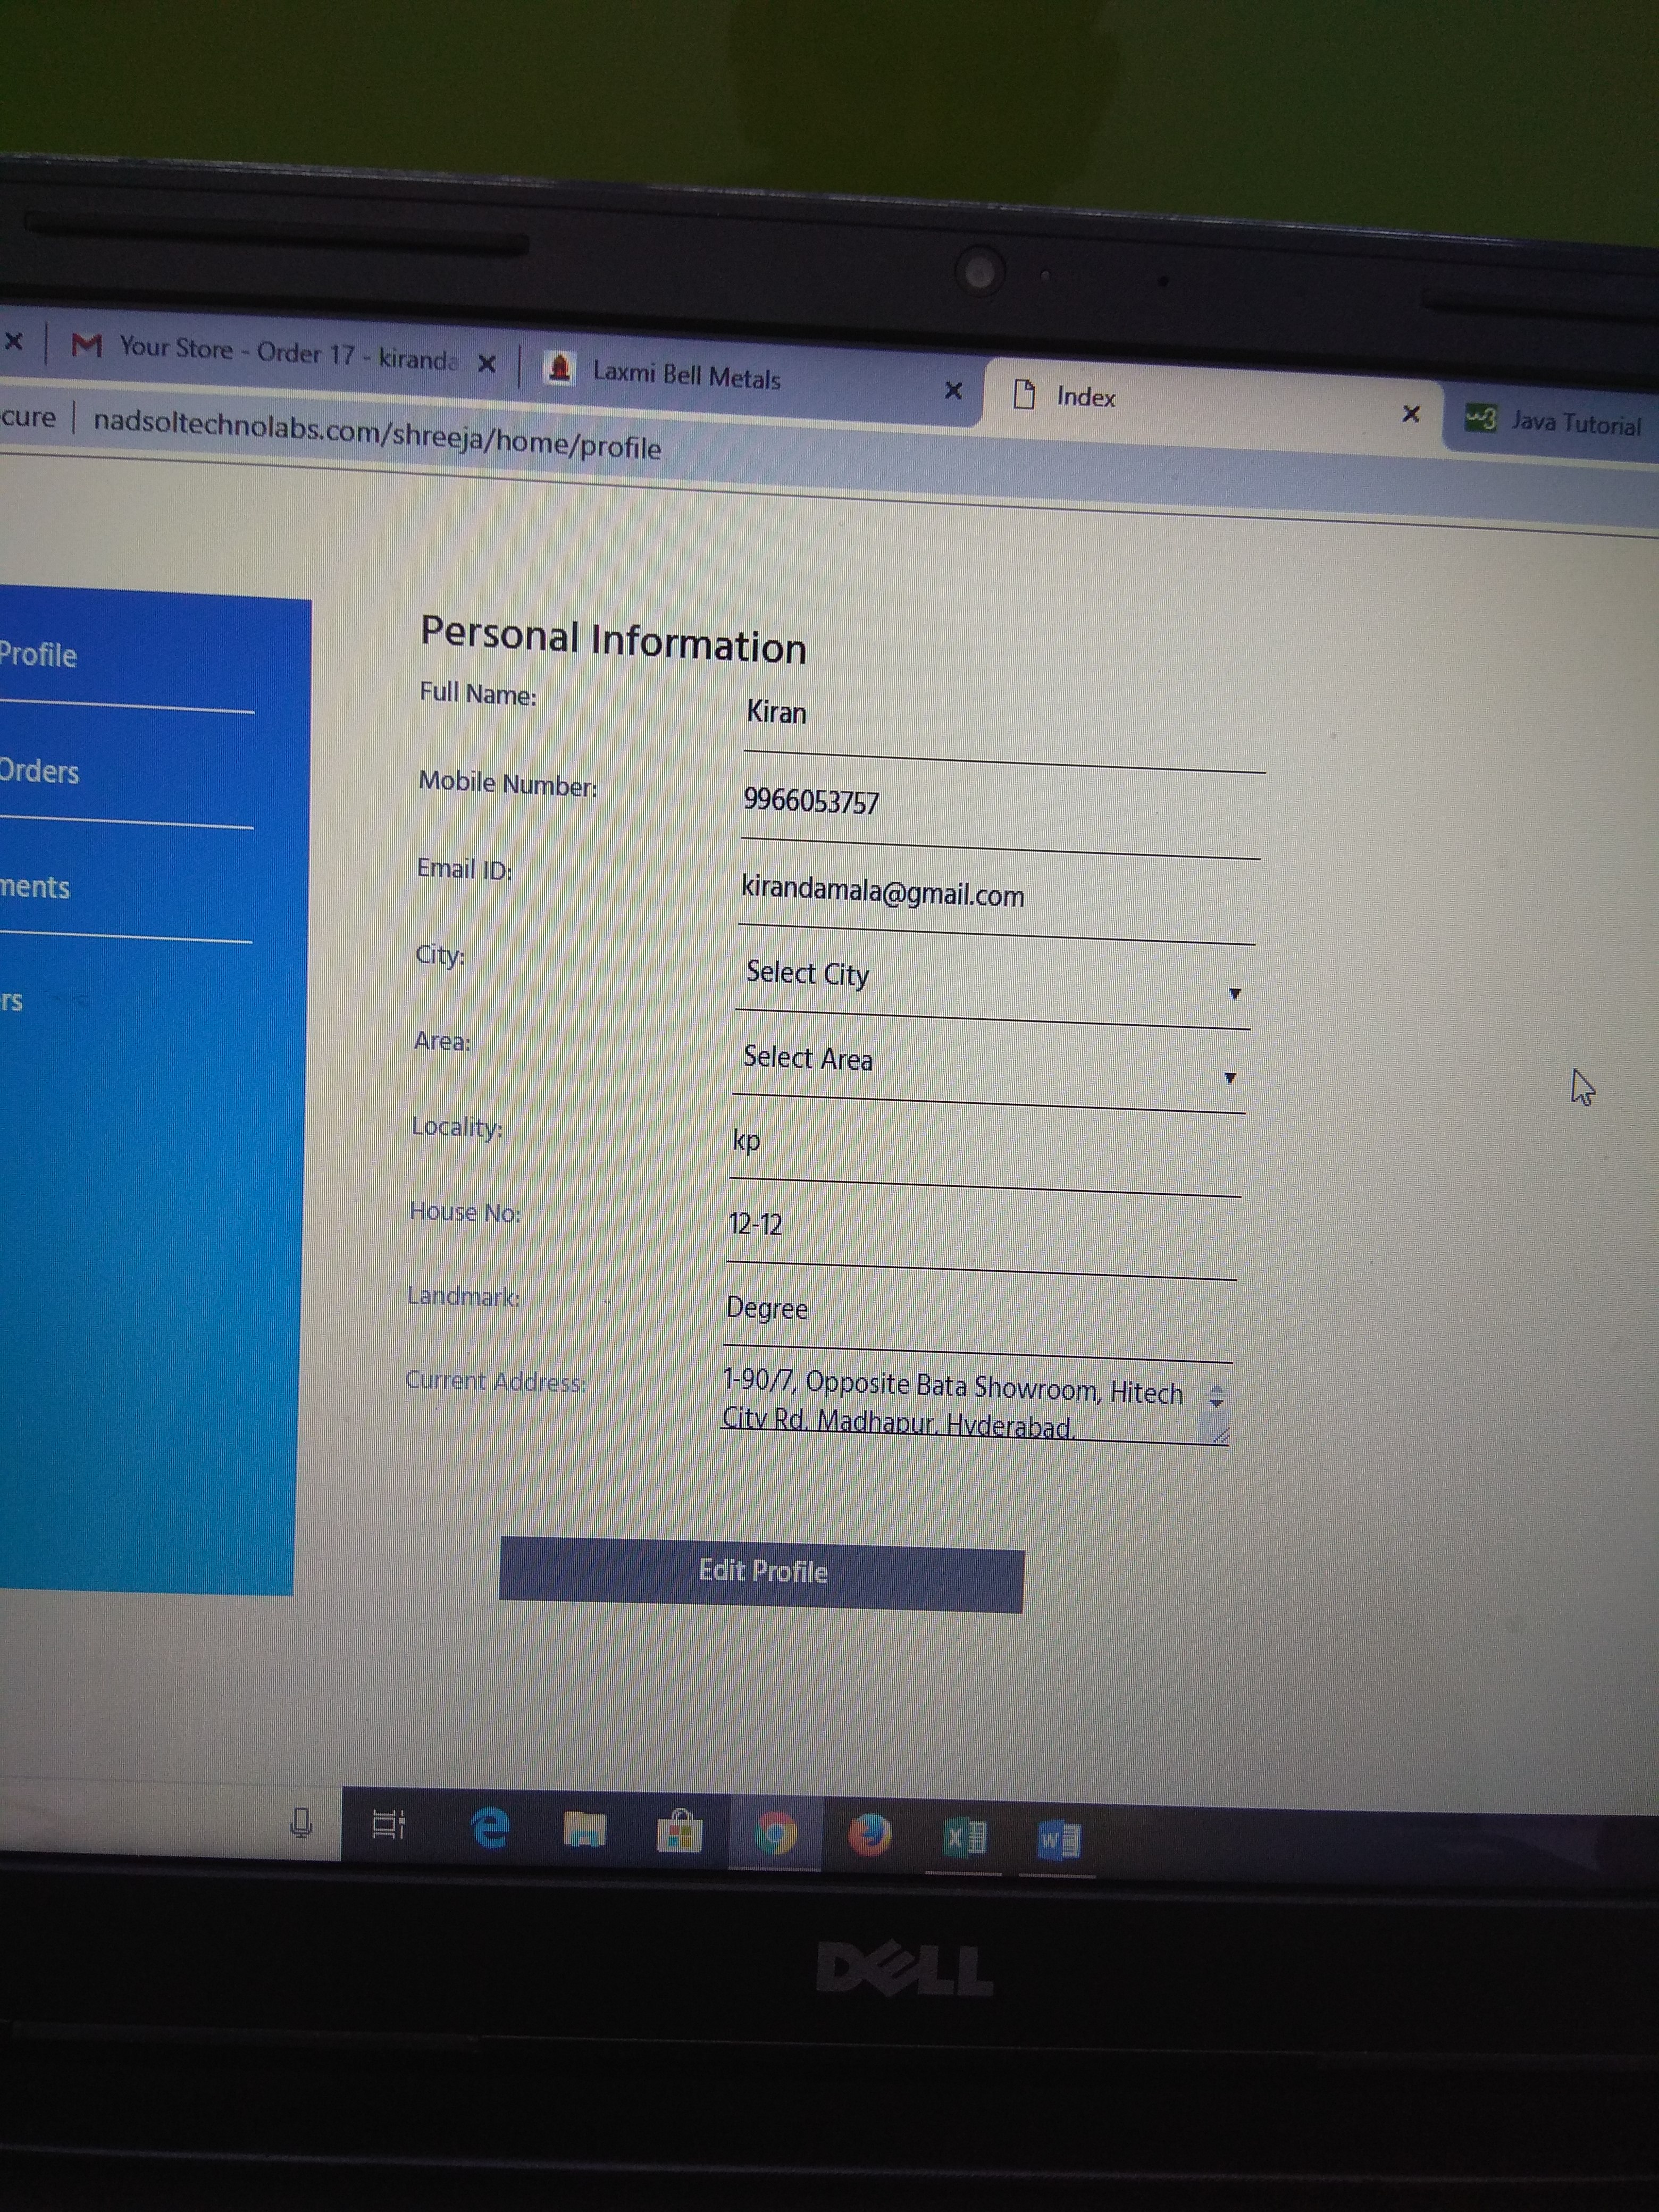 Your Store - Order 17 - kiranda
Laxmi Bell Metals
Index
Java Tutorial
cure | nadsoltechnolabs.com/shreeja/home/profile
Profile
Orders
ments
rs
Personal Information
Full Name: Kiran
Mobile Number: 9966053757
Email ID: kirandamala@gmail.com
City: Select City
Area: Select Area
Locality: kp
House No: 12-12
Landmark: Degree
Current Address: 1-90/7, Opposite Bata Showroom, Hitech
City Rd, Madhapur, Hyderabad,
Edit Profile
DELL